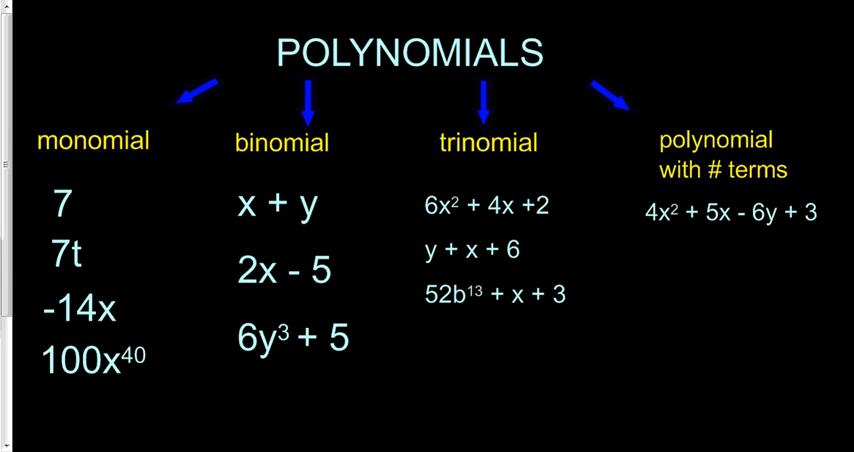 POLYNOMIALS
monomial
7
7t
-14x
100x⁴⁰
binomial
x + y
2x - 5
6y³ + 5
trinomial
6x² + 4x +2
y + x + 6
52b¹³ + x + 3
polynomial
with # terms
4x² + 5x - 6y + 3